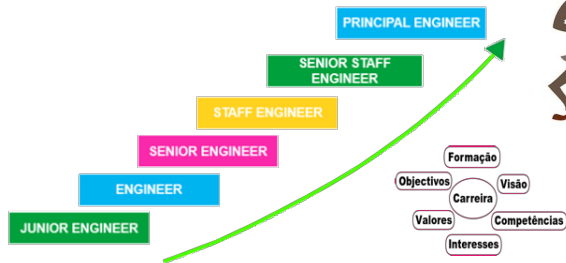 PRINCIPAL ENGINEER
SENIOR STAFF
ENGINEER
STAFF ENGINEER
SENIOR ENGINEER
ENGINEER
JUNIOR ENGINEER
Formação
Objectivos
Visão
Carreira
Valores
Competências
Interesses